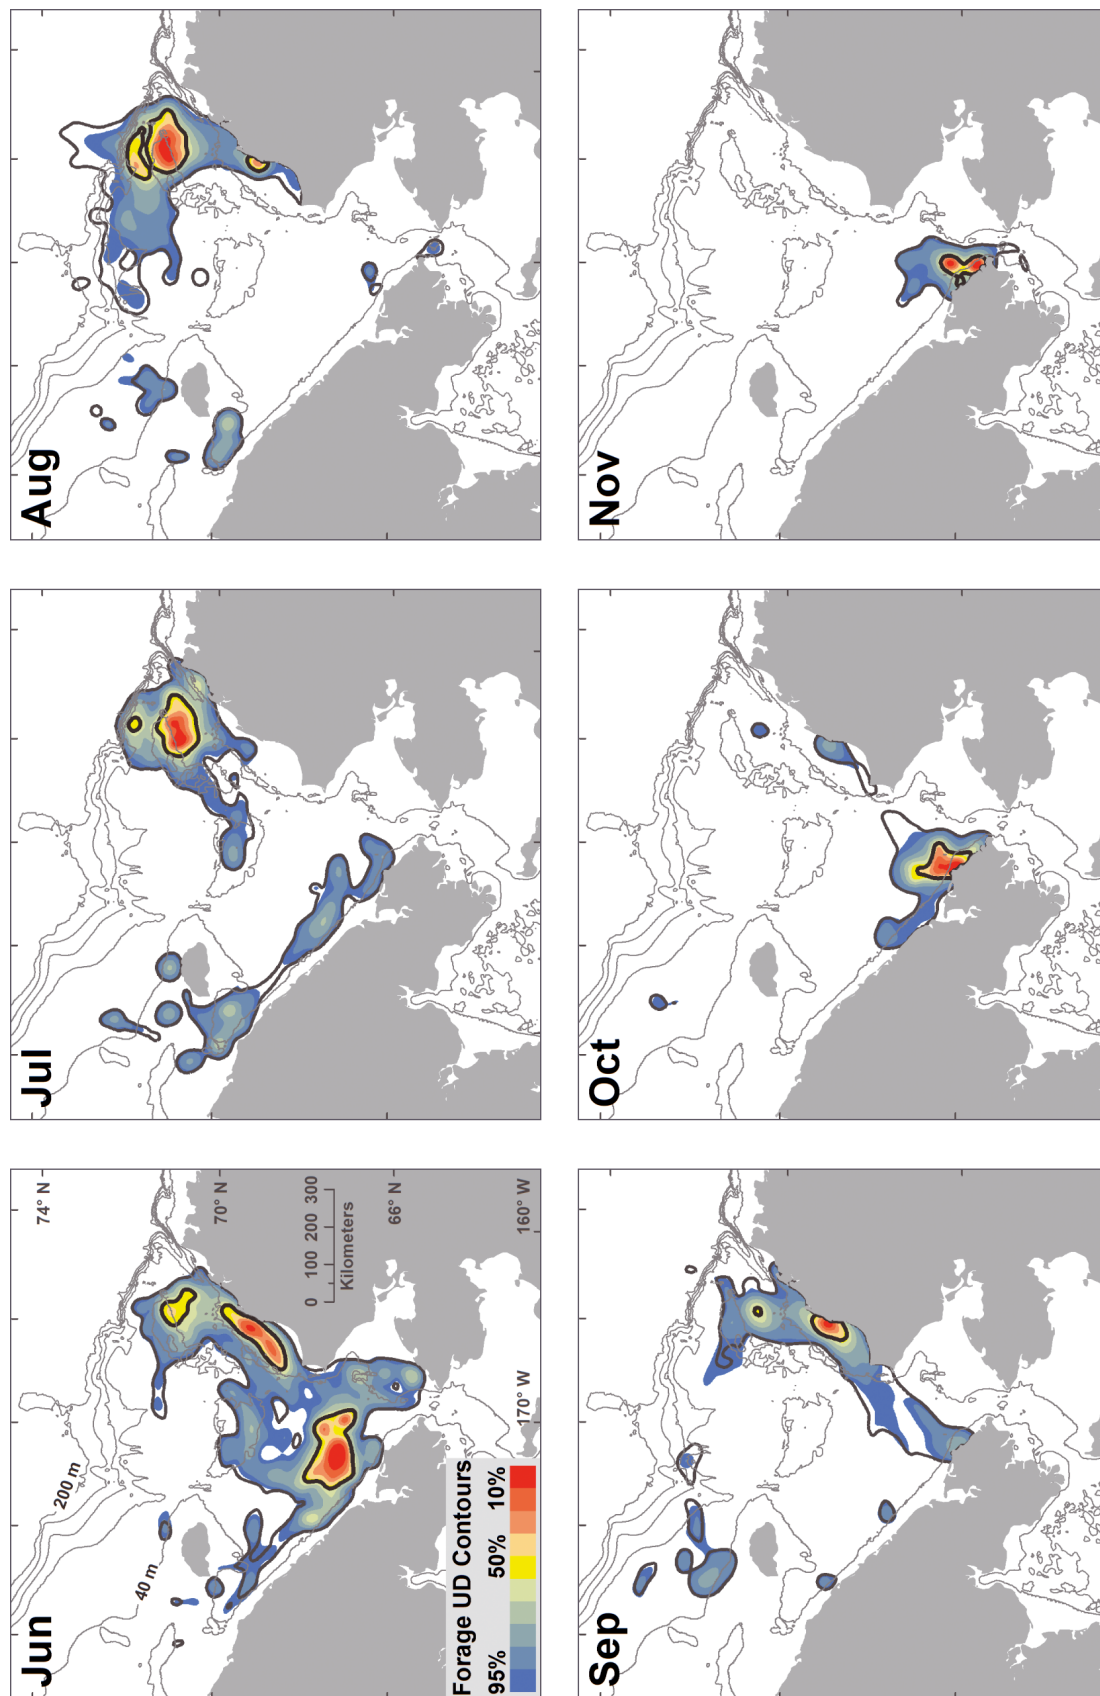 Jun
74° N
200 m
40 m
70° N
0 100 200 300
Kilometers
66° N
170° W
160° W
Forage UD Contours
95% 50% 10%
Jul
Aug
Sep
Oct
Nov